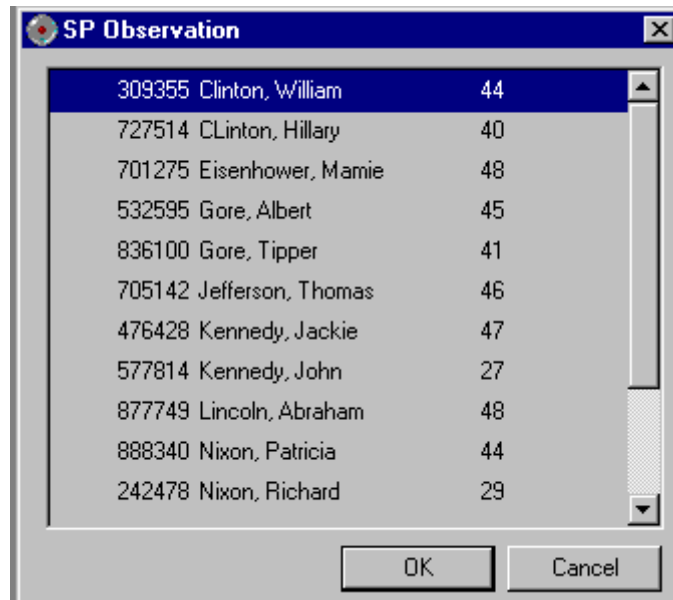 SP Observation
309355 Clinton, William 44
727514 CLinton, Hillary 40
701275 Eisenhower, Mamie 48
532595 Gore, Albert 45
836100 Gore, Tipper 41
705142 Jefferson, Thomas 46
476428 Kennedy, Jackie 47
577814 Kennedy, John 27
877749 Lincoln, Abraham 48
888340 Nixon, Patricia 44
242478 Nixon, Richard 29
OK Cancel